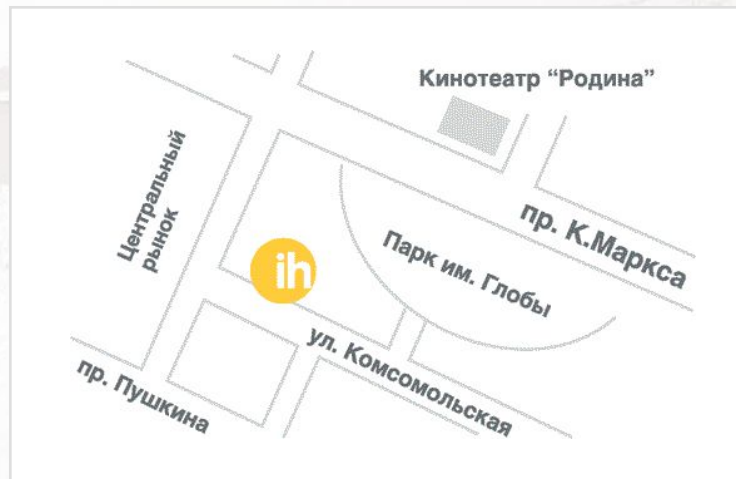 Кинотеатр “Родина”
Центральный
рынок
пр. К.Маркса
Парк им. Глобы
ih
ул. Комсомольская
пр. Пушкина